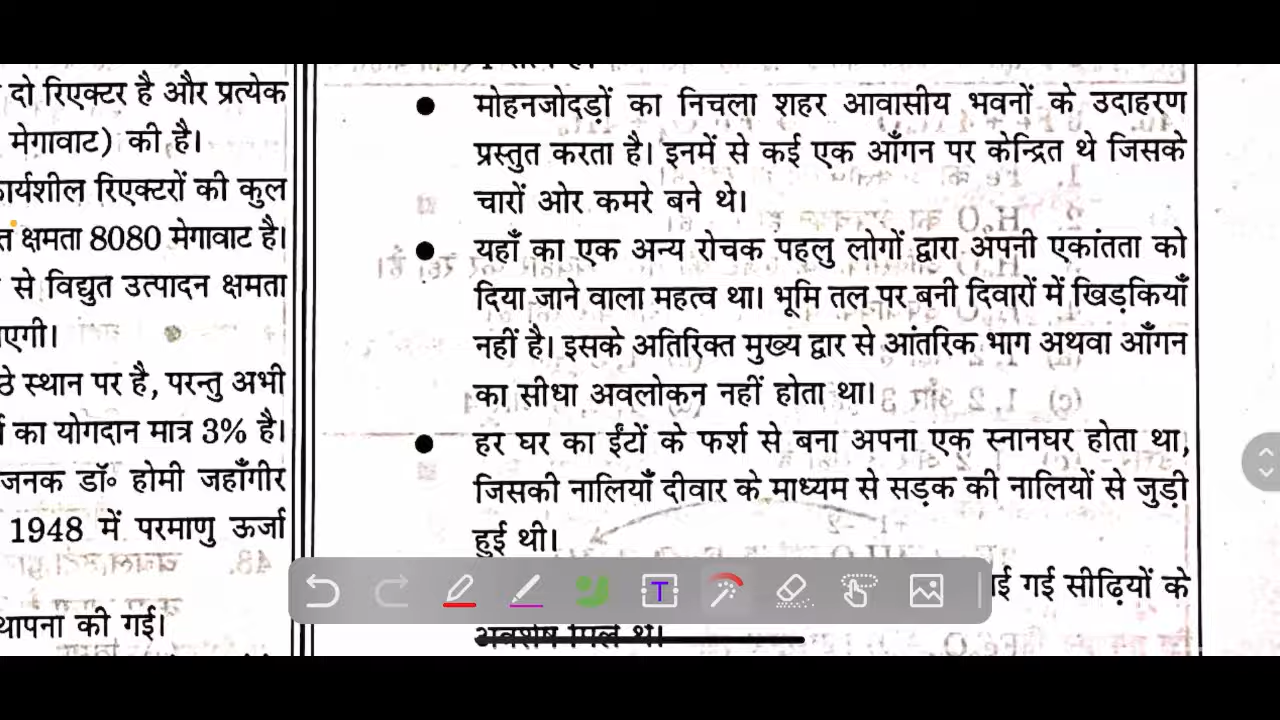 दो रिएक्टर है और प्रत्येक
मेगावाट) की है।
कार्यशील रिएक्टरों की कुल
त क्षमता 8080 मेगावाट है।
से विद्युत उत्पादन क्षमता
स्थान पर है, परन्तु अभी
का योगदान मात्र 3% है।
जनक डॉ॰ होमी जहाँगीर
1948 में परमाणु ऊर्जा
थापना की गई।
● मोहनजोदड़ों का निचला शहर आवासीय भवनों के उदाहरण
प्रस्तुत करता है। इनमें से कई एक आँगन पर केन्द्रित थे जिसके
चारों ओर कमरे बने थे।
● यहाँ का एक अन्य रोचक पहलु लोगों द्वारा अपनी एकांतता को
दिया जाने वाला महत्व था। भूमि तल पर बनी दिवारों में खिड़कियाँ
नहीं है। इसके अतिरिक्त मुख्य द्वार से आंतरिक भाग अथवा आँगन
का सीधा अवलोकन नहीं होता था।
● हर घर का ईंटों के फर्श से बना अपना एक स्नानघर होता था,
जिसकी नालियाँ दीवार के माध्यम से सड़क की नालियों से जुड़ी
हुई थी।
गई सीढ़ियों के
अवशेष मिले थे।
T